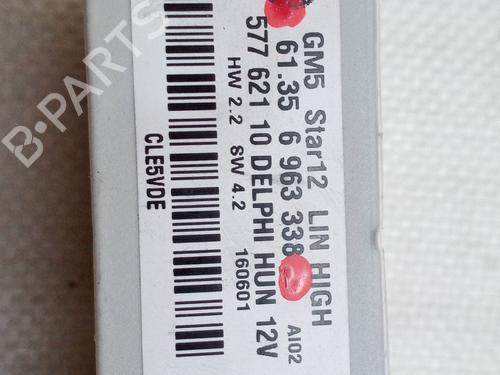 GM5 Star12 LIN HIGH
61.35 6 963 338
AI02
577 621 10 DELPHI HUN 12V
HW 2.2 SW 4.2 160601
CLE5VDE
B-PARTS